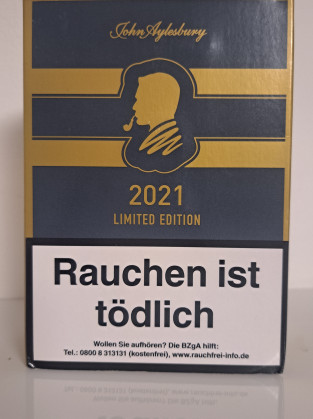 John Aylesbury
2021
LIMITED EDITION
Rauchen ist
tödlich
Wollen Sie aufhören? Die BZgA hilft:
Tel.: 0800 8 313131 (kostenfrei), www.rauchfrei-info.de